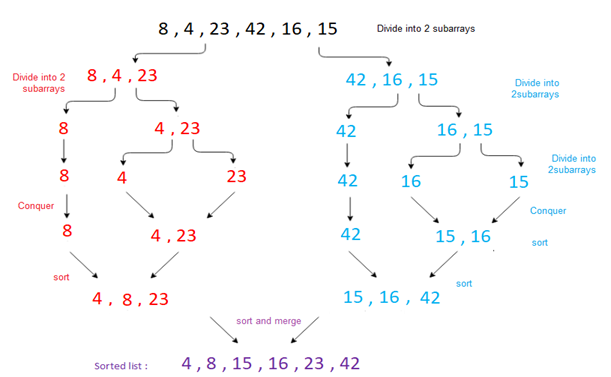 8 , 4 , 23 , 42 , 16 , 15 Divide into 2 subarrays
Divide into 2
subarrays
8 , 4 , 23
42 , 16 , 15
Divide into
2subarrays
8
4 , 23
42
16 , 15
Divide into
2subarrays
8
4
23
42
16
15
Conquer
8
4 , 23
42
15 , 16
Conquer
sort
sort
4 , 8 , 23
15 , 16 , 42
sort
sort and merge
Sorted list : 4 , 8 , 15 , 16 , 23 , 42